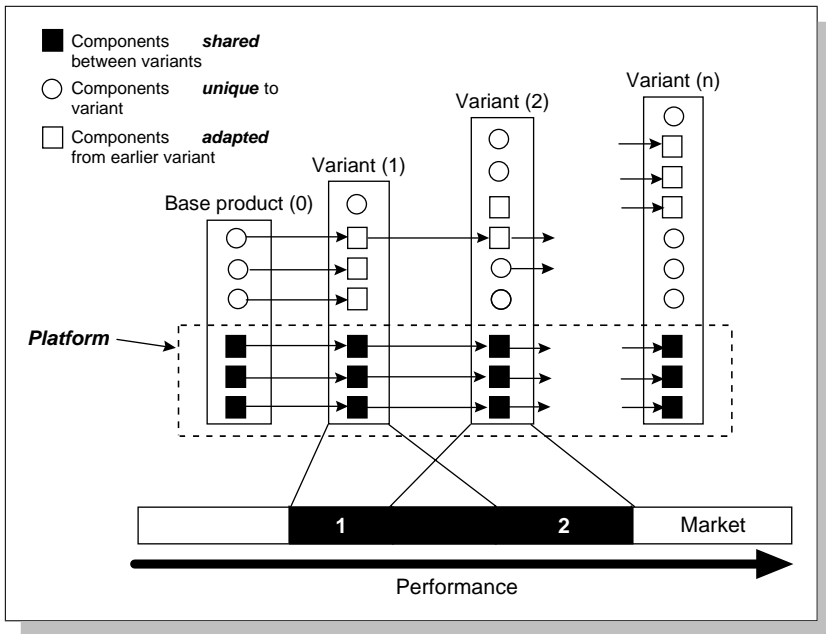 Components shared
between variants
Components unique to
variant
Components adapted
from earlier variant
Base product (0)
Variant (1)
Variant (2)
Variant (n)
Platform
1
2
Market
Performance